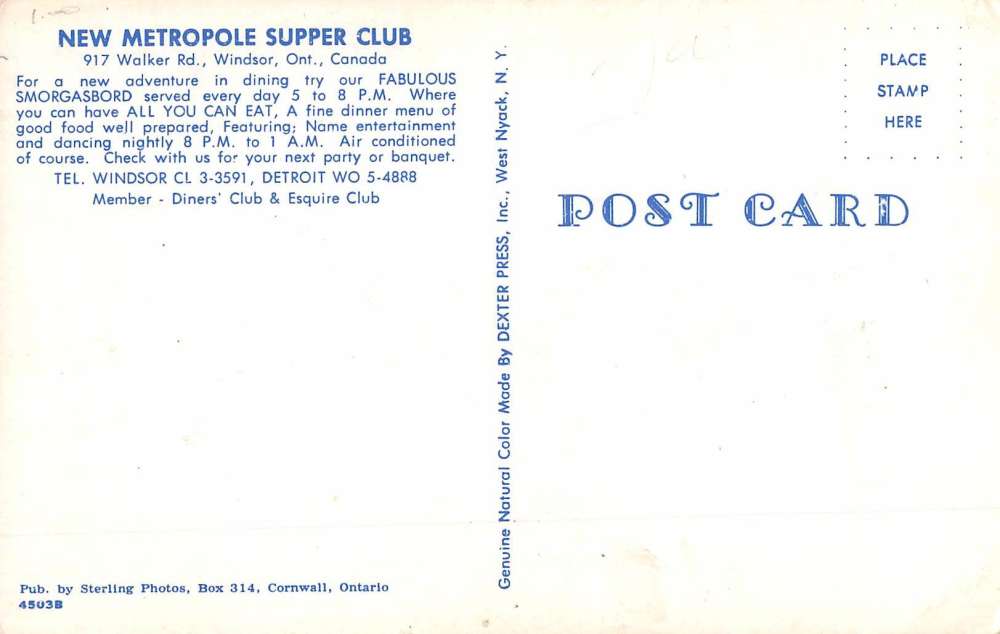 1.00
NEW METROPOLE SUPPER CLUB
917 Walker Rd., Windsor, Ont., Canada
For a new adventure in dining try our FABULOUS
SMORGASBORD served every day 5 to 8 P.M. Where
you can have ALL YOU CAN EAT, A fine dinner menu of
good food well prepared, Featuring; Name entertainment
and dancing nightly 8 P.M. to 1 A.M. Air conditioned
of course. Check with us for your next party or banquet.
TEL. WINDSOR CL 3-3591, DETROIT WO 5-4888
Member - Diners' Club & Esquire Club
Pub. by Sterling Photos, Box 314, Cornwall, Ontario
4503B
Genuine Natural Color Made By DEXTER PRESS, Inc., West Nyack, N. Y.
PLACE
STAMP
HERE
POST CARD